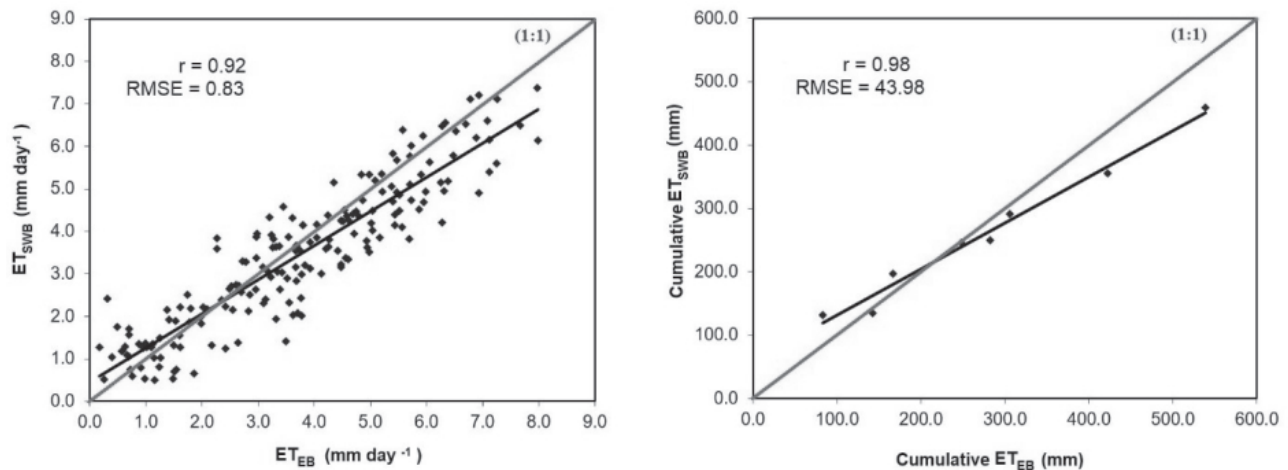 9.0
8.0
7.0
6.0
5.0
4.0
3.0
2.0
1.0
0.0
ET_SWB (mm day⁻¹)
(1:1)
r = 0.92
RMSE = 0.83
0.0 1.0 2.0 3.0 4.0 5.0 6.0 7.0 8.0 9.0
ET_EB (mm day ⁻¹)
600.0
500.0
400.0
300.0
200.0
100.0
0.0
Cumulative ET_SWB (mm)
(1:1)
r = 0.98
RMSE = 43.98
0.0 100.0 200.0 300.0 400.0 500.0 600.0
Cumulative ET_EB (mm)